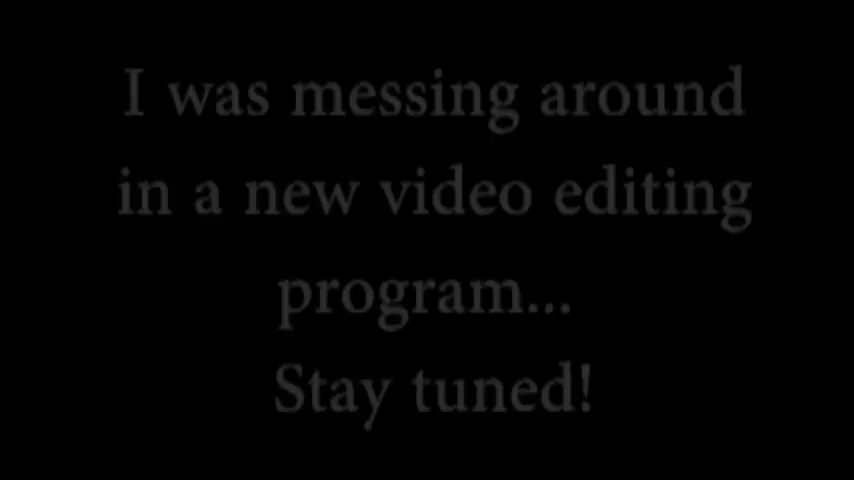 I was messing around
in a new video editing
program...
Stay tuned!